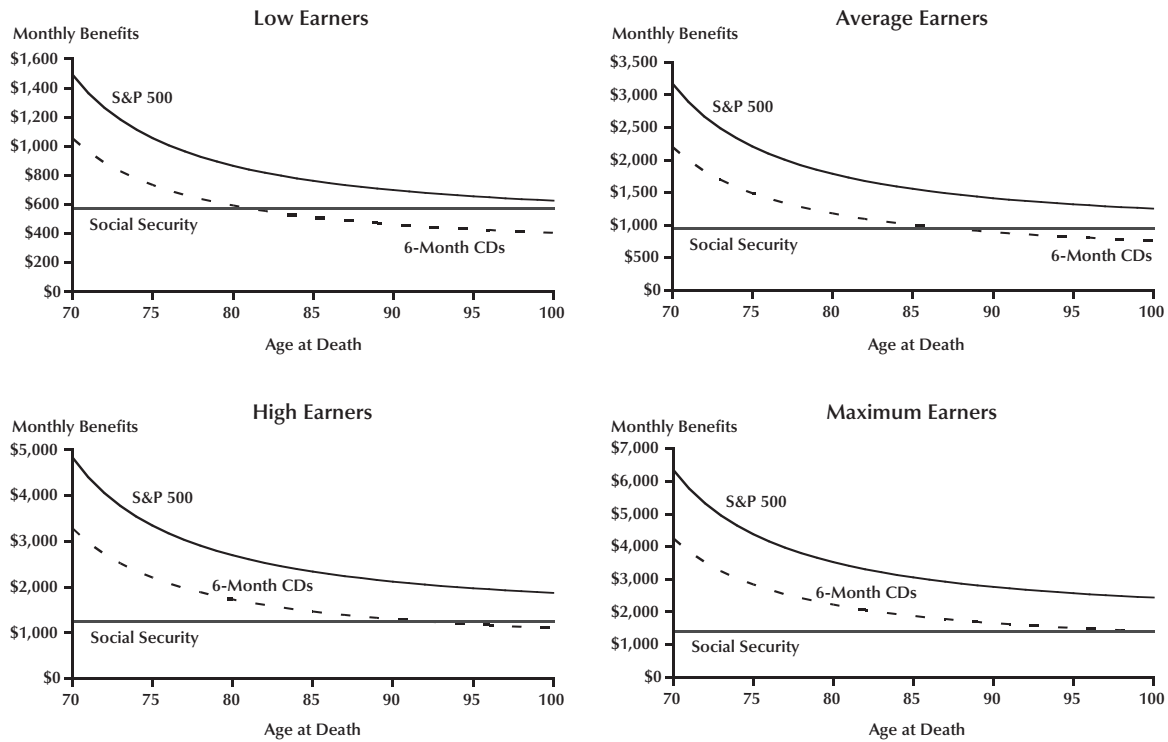 Low Earners
Monthly Benefits
$1,600
$1,400
$1,200
$1,000
$800
$600
$400
$200
$0
S&P 500
Social Security
6-Month CDs
70 75 80 85 90 95 100
Age at Death
Average Earners
Monthly Benefits
$3,500
$3,000
$2,500
$2,000
$1,500
$1,000
$500
$0
S&P 500
Social Security
6-Month CDs
70 75 80 85 90 95 100
Age at Death
High Earners
Monthly Benefits
$5,000
$4,000
$3,000
$2,000
$1,000
$0
S&P 500
6-Month CDs
Social Security
70 75 80 85 90 95 100
Age at Death
Maximum Earners
Monthly Benefits
$7,000
$6,000
$5,000
$4,000
$3,000
$2,000
$1,000
$0
S&P 500
6-Month CDs
Social Security
70 75 80 85 90 95 100
Age at Death